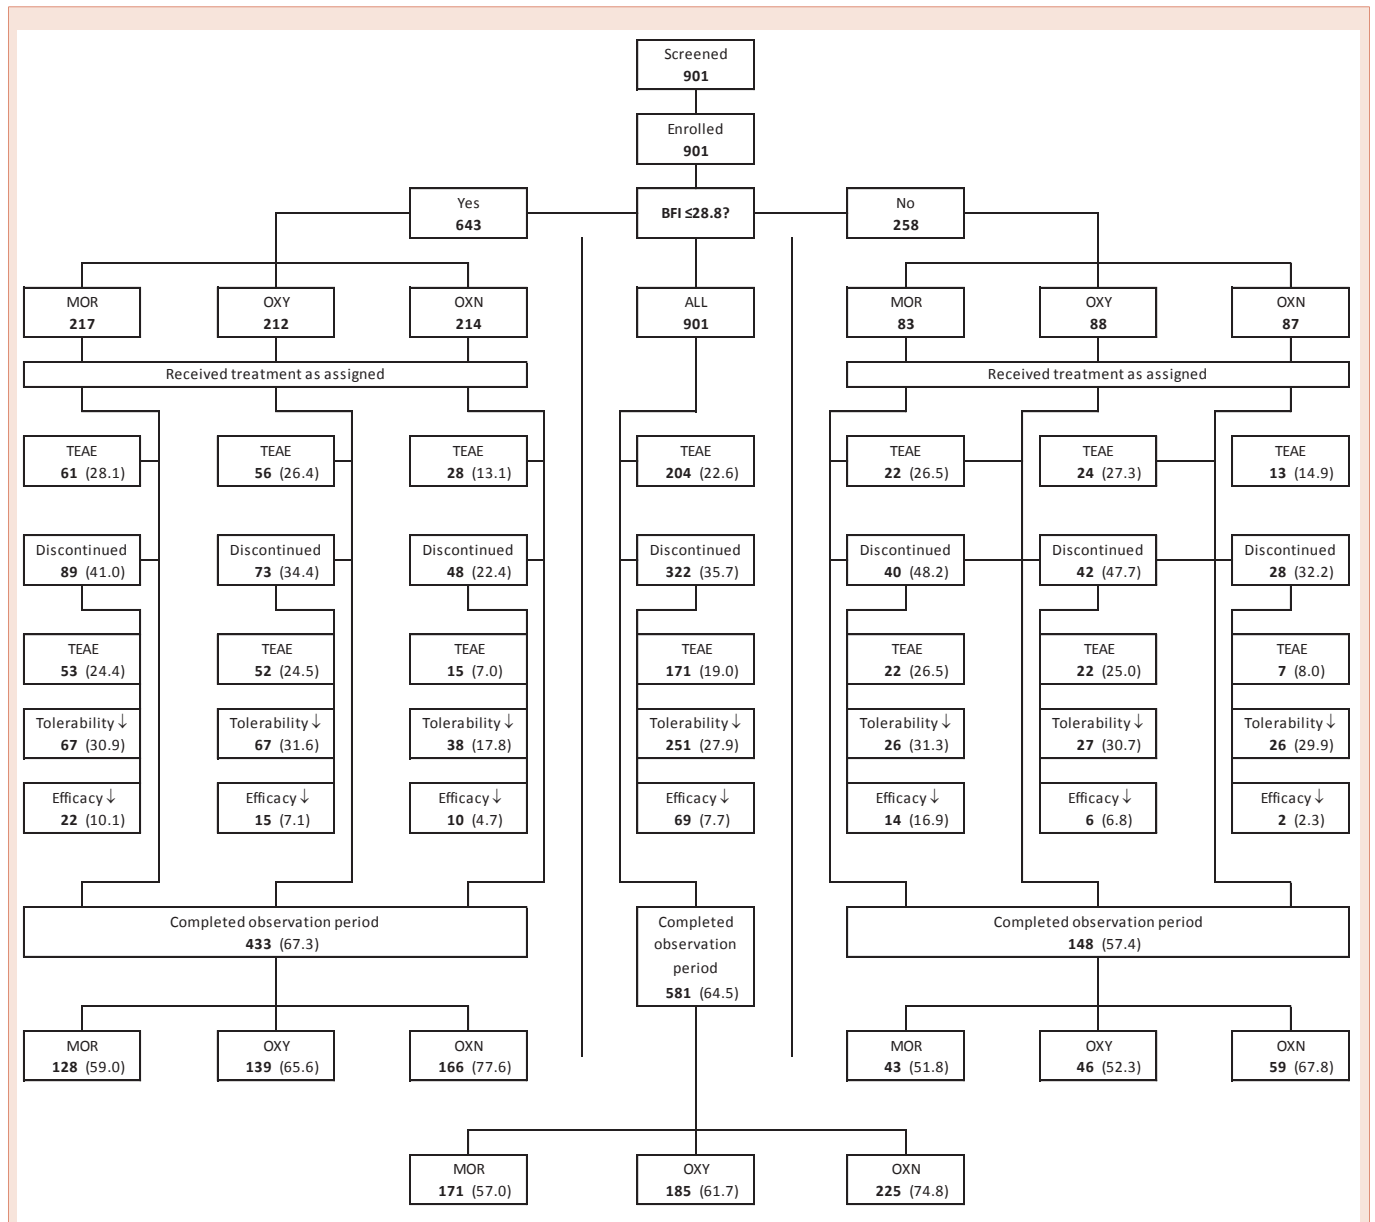 Screened
901
Enrolled
901
Yes
643
BFI ≤28.8?
No
258
MOR
217
OXY
212
OXN
214
ALL
901
MOR
83
OXY
88
OXN
87
Received treatment as assigned
Received treatment as assigned
TEAE
61 (28.1)
TEAE
56 (26.4)
TEAE
28 (13.1)
TEAE
204 (22.6)
TEAE
22 (26.5)
TEAE
24 (27.3)
TEAE
13 (14.9)
Discontinued
89 (41.0)
Discontinued
73 (34.4)
Discontinued
48 (22.4)
Discontinued
322 (35.7)
Discontinued
40 (48.2)
Discontinued
42 (47.7)
Discontinued
28 (32.2)
TEAE
53 (24.4)
TEAE
52 (24.5)
TEAE
15 (7.0)
TEAE
171 (19.0)
TEAE
22 (26.5)
TEAE
22 (25.0)
TEAE
7 (8.0)
Tolerability ↓
67 (30.9)
Tolerability ↓
67 (31.6)
Tolerability ↓
38 (17.8)
Tolerability ↓
251 (27.9)
Tolerability ↓
26 (31.3)
Tolerability ↓
27 (30.7)
Tolerability ↓
26 (29.9)
Efficacy ↓
22 (10.1)
Efficacy ↓
15 (7.1)
Efficacy ↓
10 (4.7)
Efficacy ↓
69 (7.7)
Efficacy ↓
14 (16.9)
Efficacy ↓
6 (6.8)
Efficacy ↓
2 (2.3)
Completed observation period
433 (67.3)
Completed
observation
period
581 (64.5)
Completed observation period
148 (57.4)
MOR
128 (59.0)
OXY
139 (65.6)
OXN
166 (77.6)
MOR
43 (51.8)
OXY
46 (52.3)
OXN
59 (67.8)
MOR
171 (57.0)
OXY
185 (61.7)
OXN
225 (74.8)